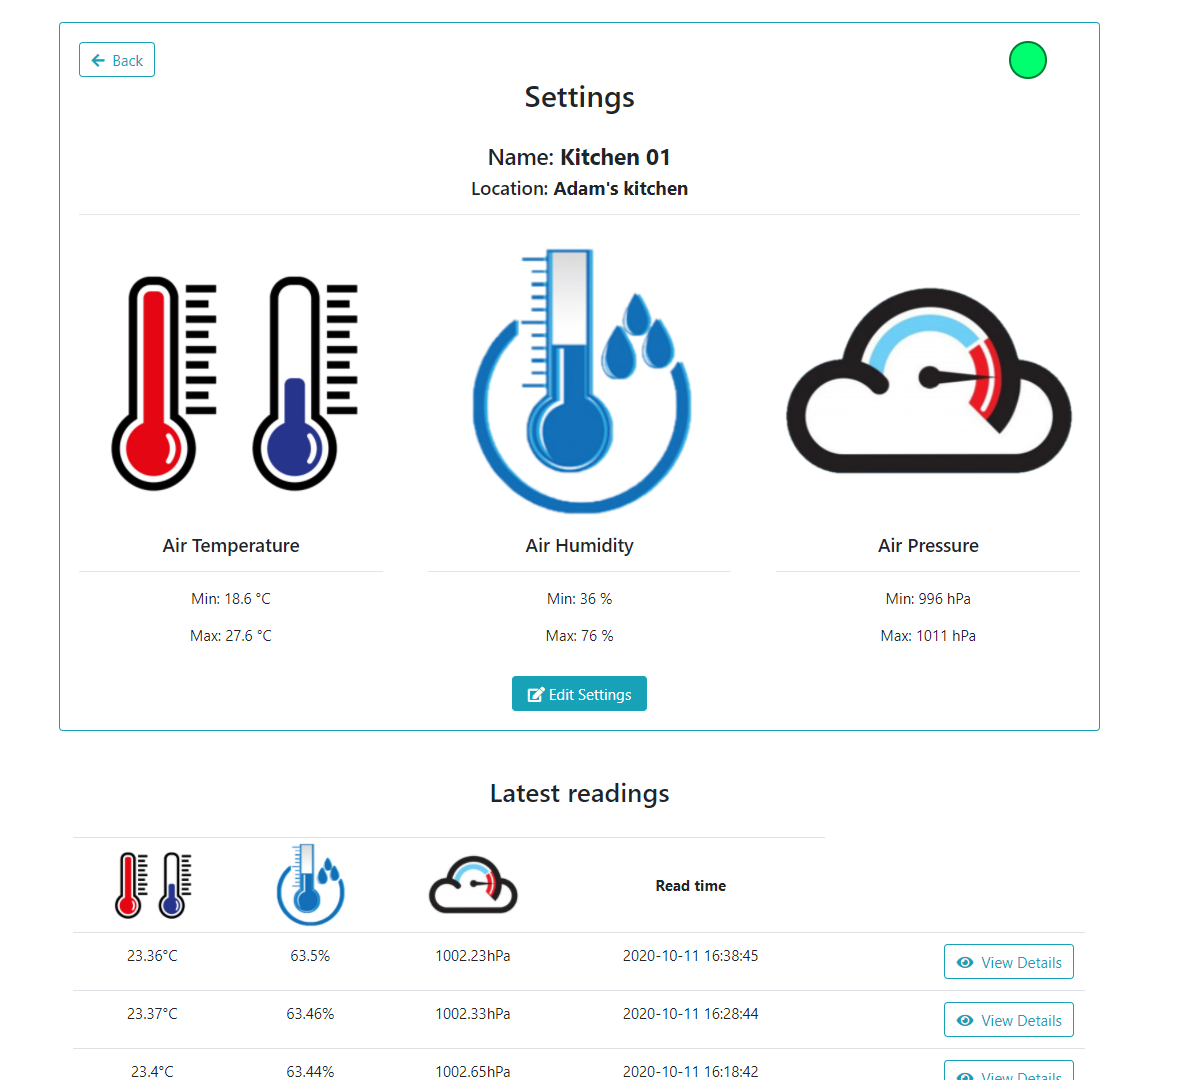 Back
Settings
Name: Kitchen 01
Location: Adam's kitchen
Air Temperature
Air Humidity
Air Pressure
Min: 18.6 °C
Min: 36 %
Min: 996 hPa
Max: 27.6 °C
Max: 76 %
Max: 1011 hPa
Edit Settings
Latest readings
Read time
23.36°C 63.5% 1002.23hPa 2020-10-11 16:38:45 View Details
23.37°C 63.46% 1002.33hPa 2020-10-11 16:28:44 View Details
23.4°C 63.44% 1002.65hPa 2020-10-11 16:18:42 View Details